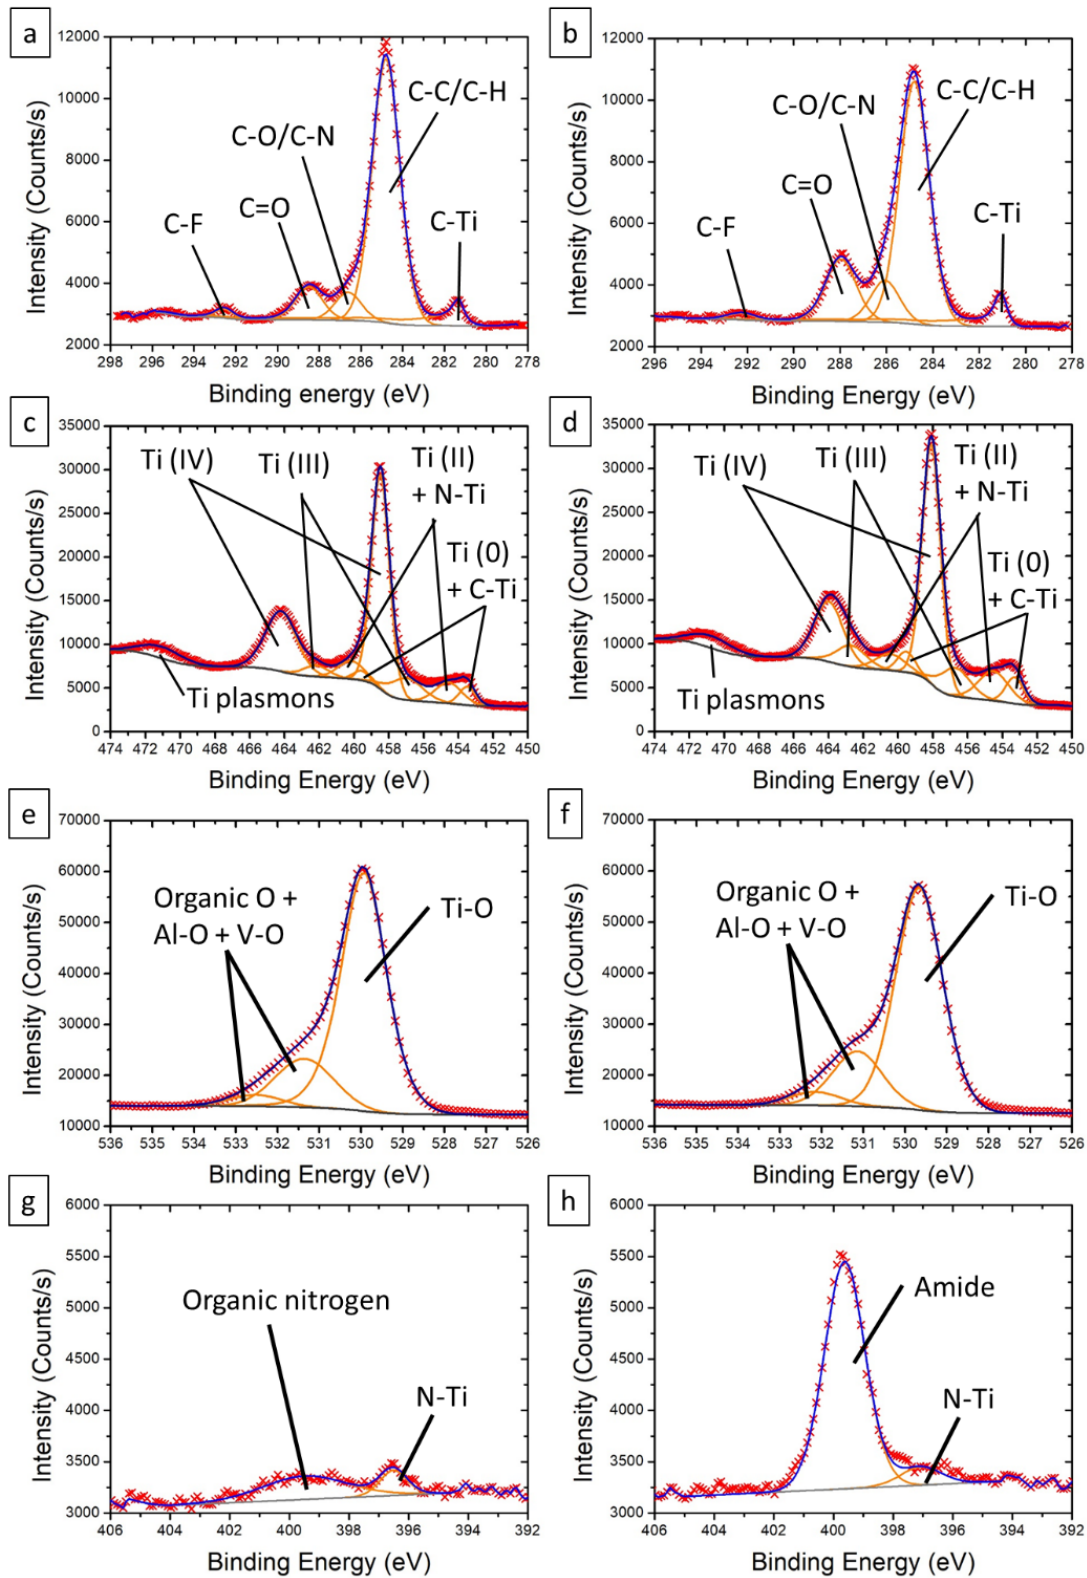 a
12000
10000
8000
6000
4000
2000
Intensity (Counts/s)
C-C/C-H
C-O/C-N
C=O
C-F
C-Ti
298 296 294 292 290 288 286 284 282 280 278
Binding energy (eV)
b
12000
10000
8000
6000
4000
2000
Intensity (Counts/s)
C-C/C-H
C-O/C-N
C=O
C-F
C-Ti
296 294 292 290 288 286 284 282 280 278
Binding Energy (eV)
c
35000
30000
25000
20000
15000
10000
5000
0
Intensity (Counts/s)
Ti (IV)
Ti (III)
Ti (II)
+ N-Ti
Ti (0)
+ C-Ti
Ti plasmons
474 472 470 468 466 464 462 460 458 456 454 452 450
Binding Energy (eV)
d
35000
30000
25000
20000
15000
10000
5000
0
Intensity (Counts/s)
Ti (IV)
Ti (III)
Ti (II)
+ N-Ti
Ti (0)
+ C-Ti
Ti plasmons
474 472 470 468 466 464 462 460 458 456 454 452 450
Binding Energy (eV)
e
70000
60000
50000
40000
30000
20000
10000
Intensity (Counts/s)
Organic O +
Al-O + V-O
Ti-O
536 535 534 533 532 531 530 529 528 527 526
Binding Energy (eV)
f
70000
60000
50000
40000
30000
20000
10000
Intensity (Counts/s)
Organic O +
Al-O + V-O
Ti-O
536 535 534 533 532 531 530 529 528 527 526
Binding Energy (eV)
g
6000
5500
5000
4500
4000
3500
3000
Intensity (Counts/s)
Organic nitrogen
N-Ti
406 404 402 400 398 396 394 392
Binding Energy (eV)
h
6000
5500
5000
4500
4000
3500
3000
Intensity (Counts/s)
Amide
N-Ti
406 404 402 400 398 396 394 392
Binding Energy (eV)